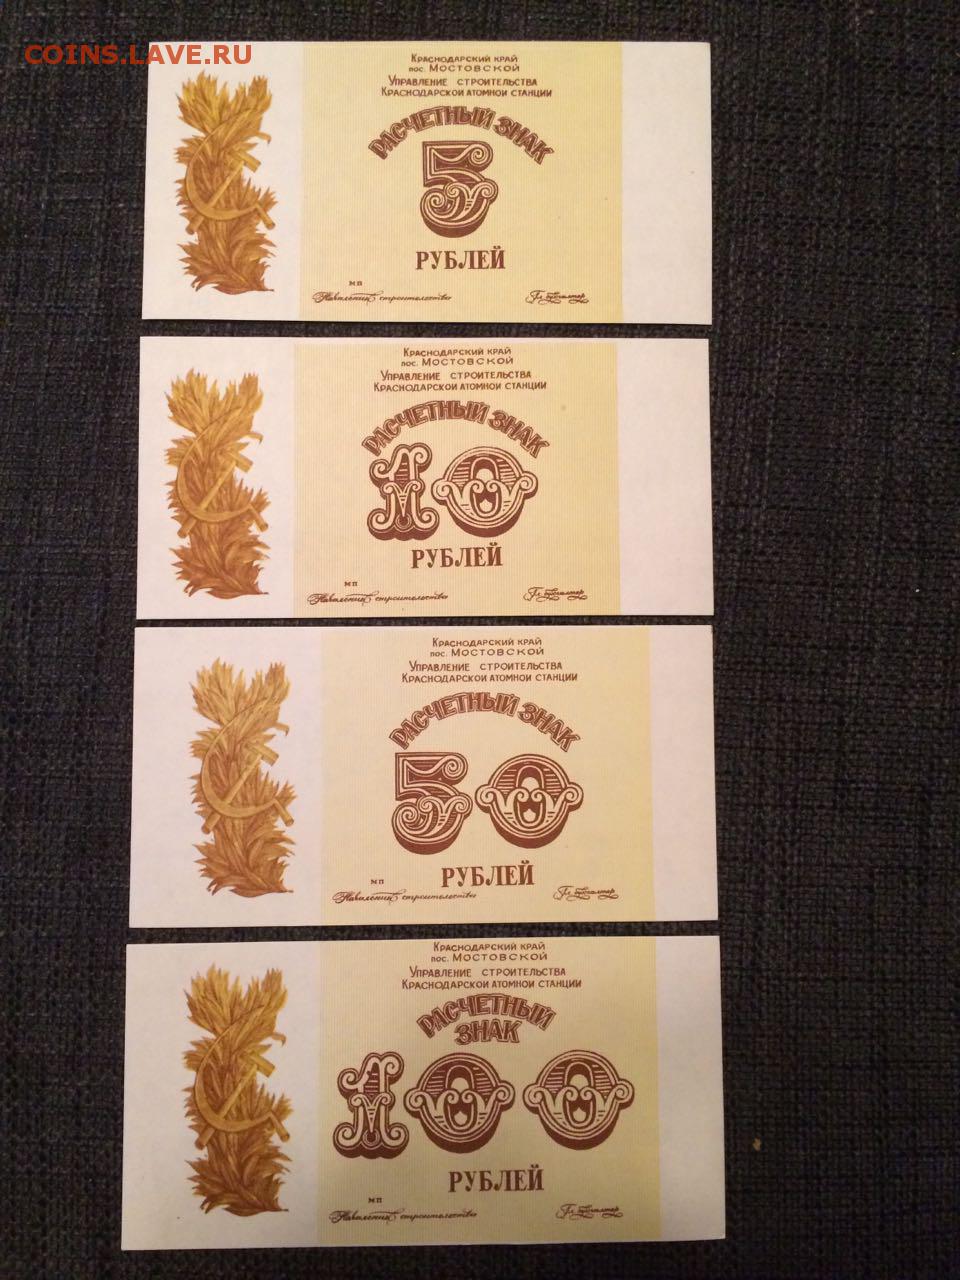 COINS.LAVE.RU
Краснодарский край
пос. Мостовской
Управление строительства
Краснодарской атомной станции
РАСЧЕТНЫЙ ЗНАК
5
РУБЛЕЙ
МП
Начальник строительства
Гл. бухгалтер
Краснодарский край
пос. Мостовской
Управление строительства
Краснодарской атомной станции
РАСЧЕТНЫЙ ЗНАК
10
РУБЛЕЙ
МП
Начальник строительства
Гл. бухгалтер
Краснодарский край
пос. Мостовской
Управление строительства
Краснодарской атомной станции
РАСЧЕТНЫЙ ЗНАК
50
РУБЛЕЙ
МП
Начальник строительства
Гл. бухгалтер
Краснодарский край
пос. Мостовской
Управление строительства
Краснодарской атомной станции
РАСЧЕТНЫЙ
ЗНАК
100
РУБЛЕЙ
МП
Начальник строительства
Гл. бухгалтер